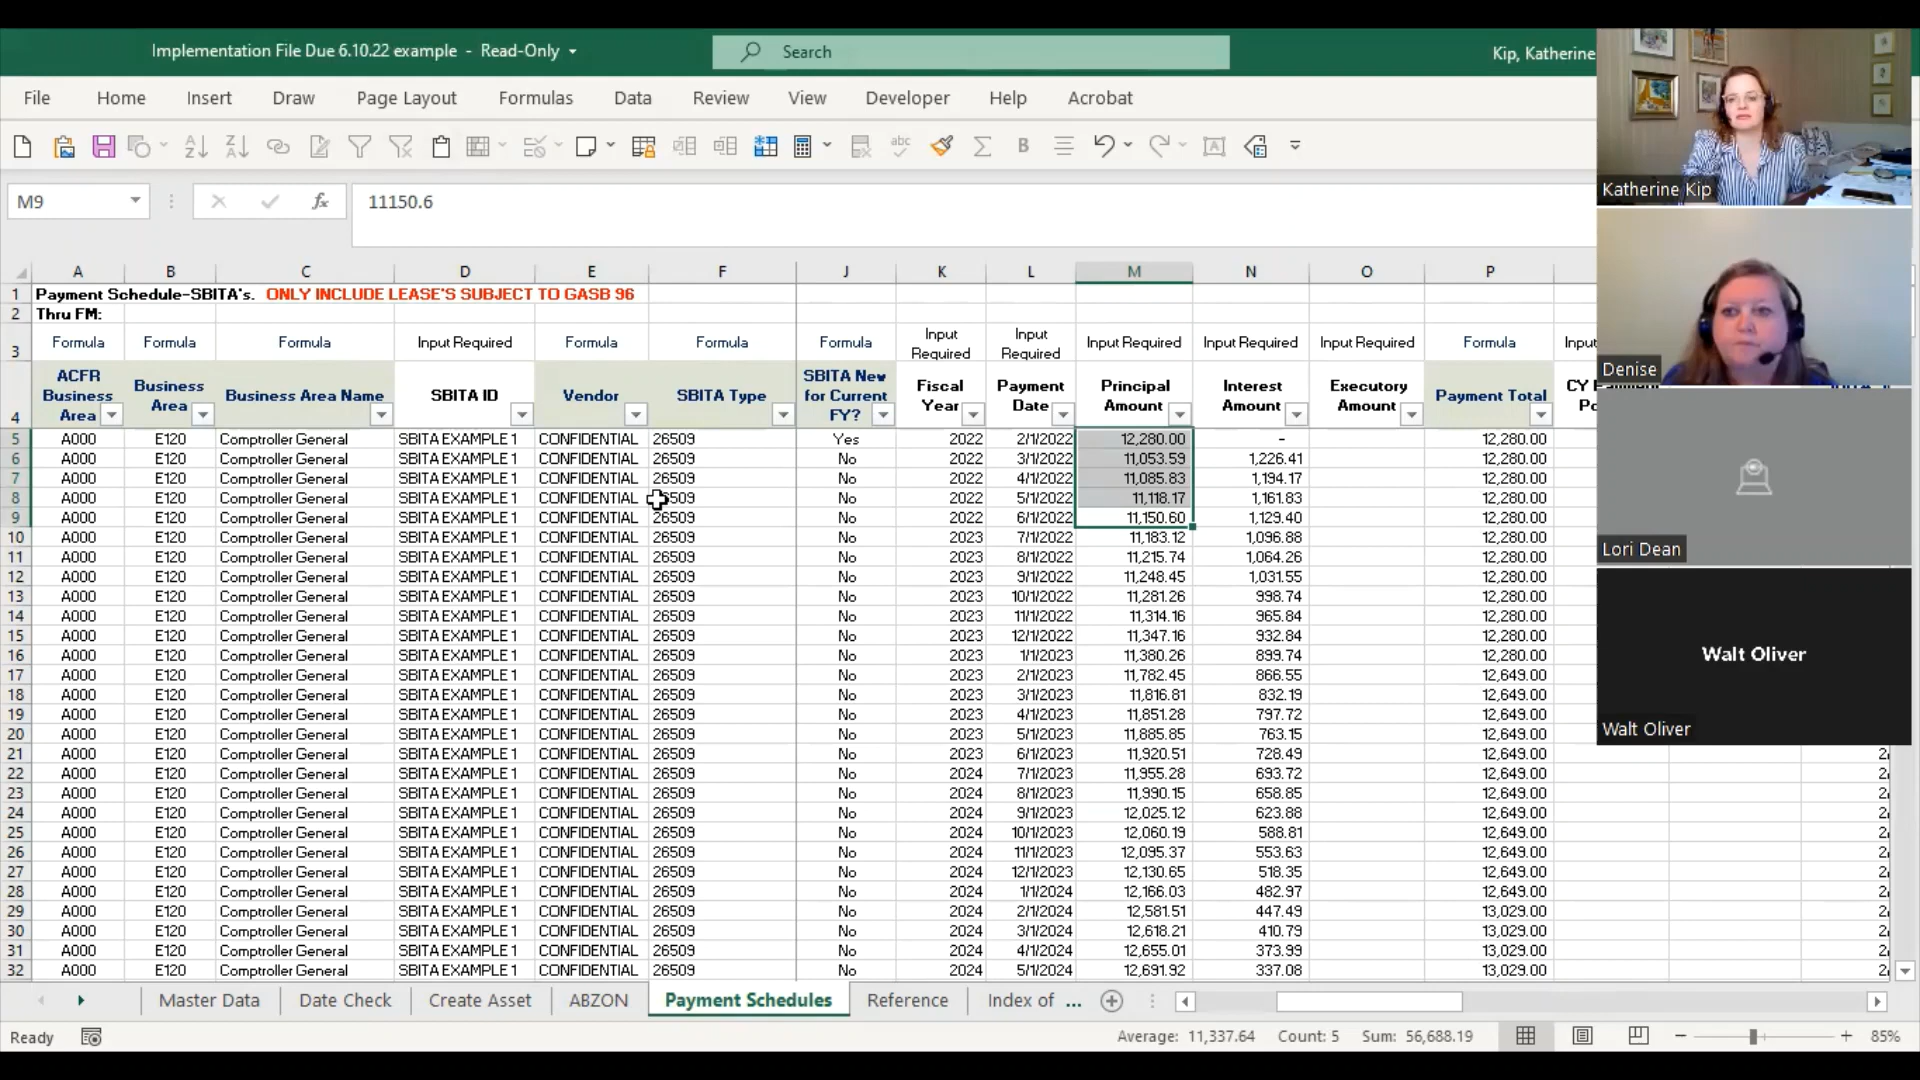 Implementation File Due 6.10.22 example - Read-Only
Search
Kip, Katherine
File Home Insert Draw Page Layout Formulas Data Review View Developer Help Acrobat
M9 11150.6
A B C D E F J K L M N O P
1 Payment Schedule-SBITA's. ONLY INCLUDE LEASE'S SUBJECT TO GASB 96
2 Thru FM:
3 Formula Formula Formula Input Required Formula Formula Formula Input Required Input Required Input Required Input Required Input Required Formula
4 ACFR Business Area Business Area Business Area Name SBITA ID Vendor SBITA Type SBITA New for Current FY? Fiscal Year Payment Date Principal Amount Interest Amount Executory Amount Payment Total
5 A000 E120 Comptroller General SBITA EXAMPLE 1 CONFIDENTIAL 26509 Yes 2022 2/1/2022 12,280.00 - 12,280.00
6 A000 E120 Comptroller General SBITA EXAMPLE 1 CONFIDENTIAL 26509 No 2022 3/1/2022 11,053.59 1,226.41 12,280.00
7 A000 E120 Comptroller General SBITA EXAMPLE 1 CONFIDENTIAL 26509 No 2022 4/1/2022 11,085.83 1,194.17 12,280.00
8 A000 E120 Comptroller General SBITA EXAMPLE 1 CONFIDENTIAL 26509 No 2022 5/1/2022 11,118.17 1,161.83 12,280.00
9 A000 E120 Comptroller General SBITA EXAMPLE 1 CONFIDENTIAL 26509 No 2022 6/1/2022 11,150.60 1,129.40 12,280.00
10 A000 E120 Comptroller General SBITA EXAMPLE 1 CONFIDENTIAL 26509 No 2023 7/1/2022 11,183.12 1,096.88 12,280.00
11 A000 E120 Comptroller General SBITA EXAMPLE 1 CONFIDENTIAL 26509 No 2023 8/1/2022 11,215.74 1,064.26 12,280.00
12 A000 E120 Comptroller General SBITA EXAMPLE 1 CONFIDENTIAL 26509 No 2023 9/1/2022 11,248.45 1,031.55 12,280.00
13 A000 E120 Comptroller General SBITA EXAMPLE 1 CONFIDENTIAL 26509 No 2023 10/1/2022 11,281.26 998.74 12,280.00
14 A000 E120 Comptroller General SBITA EXAMPLE 1 CONFIDENTIAL 26509 No 2023 11/1/2022 11,314.16 965.84 12,280.00
15 A000 E120 Comptroller General SBITA EXAMPLE 1 CONFIDENTIAL 26509 No 2023 12/1/2022 11,347.16 932.84 12,280.00
16 A000 E120 Comptroller General SBITA EXAMPLE 1 CONFIDENTIAL 26509 No 2023 1/1/2023 11,380.26 899.74 12,280.00
17 A000 E120 Comptroller General SBITA EXAMPLE 1 CONFIDENTIAL 26509 No 2023 2/1/2023 11,782.45 866.55 12,649.00
18 A000 E120 Comptroller General SBITA EXAMPLE 1 CONFIDENTIAL 26509 No 2023 3/1/2023 11,816.81 832.19 12,649.00
19 A000 E120 Comptroller General SBITA EXAMPLE 1 CONFIDENTIAL 26509 No 2023 4/1/2023 11,851.28 797.72 12,649.00
20 A000 E120 Comptroller General SBITA EXAMPLE 1 CONFIDENTIAL 26509 No 2023 5/1/2023 11,885.85 763.15 12,649.00
21 A000 E120 Comptroller General SBITA EXAMPLE 1 CONFIDENTIAL 26509 No 2023 6/1/2023 11,920.51 728.49 12,649.00
22 A000 E120 Comptroller General SBITA EXAMPLE 1 CONFIDENTIAL 26509 No 2024 7/1/2023 11,955.28 693.72 12,649.00
23 A000 E120 Comptroller General SBITA EXAMPLE 1 CONFIDENTIAL 26509 No 2024 8/1/2023 11,990.15 658.85 12,649.00
24 A000 E120 Comptroller General SBITA EXAMPLE 1 CONFIDENTIAL 26509 No 2024 9/1/2023 12,025.12 623.88 12,649.00
25 A000 E120 Comptroller General SBITA EXAMPLE 1 CONFIDENTIAL 26509 No 2024 10/1/2023 12,060.19 588.81 12,649.00
26 A000 E120 Comptroller General SBITA EXAMPLE 1 CONFIDENTIAL 26509 No 2024 11/1/2023 12,095.37 553.63 12,649.00
27 A000 E120 Comptroller General SBITA EXAMPLE 1 CONFIDENTIAL 26509 No 2024 12/1/2023 12,130.65 518.35 12,649.00
28 A000 E120 Comptroller General SBITA EXAMPLE 1 CONFIDENTIAL 26509 No 2024 1/1/2024 12,166.03 482.97 12,649.00
29 A000 E120 Comptroller General SBITA EXAMPLE 1 CONFIDENTIAL 26509 No 2024 2/1/2024 12,581.51 447.49 13,029.00
30 A000 E120 Comptroller General SBITA EXAMPLE 1 CONFIDENTIAL 26509 No 2024 3/1/2024 12,618.21 410.79 13,029.00
31 A000 E120 Comptroller General SBITA EXAMPLE 1 CONFIDENTIAL 26509 No 2024 4/1/2024 12,655.01 373.99 13,029.00
32 A000 E120 Comptroller General SBITA EXAMPLE 1 CONFIDENTIAL 26509 No 2024 5/1/2024 12,691.92 337.08 13,029.00
Master Data Date Check Create Asset ABZON Payment Schedules Reference Index of ...
Ready Average: 11,337.64 Count: 5 Sum: 56,688.19 85%
Katherine Kip
Denise
Lori Dean
Walt Oliver
Walt Oliver